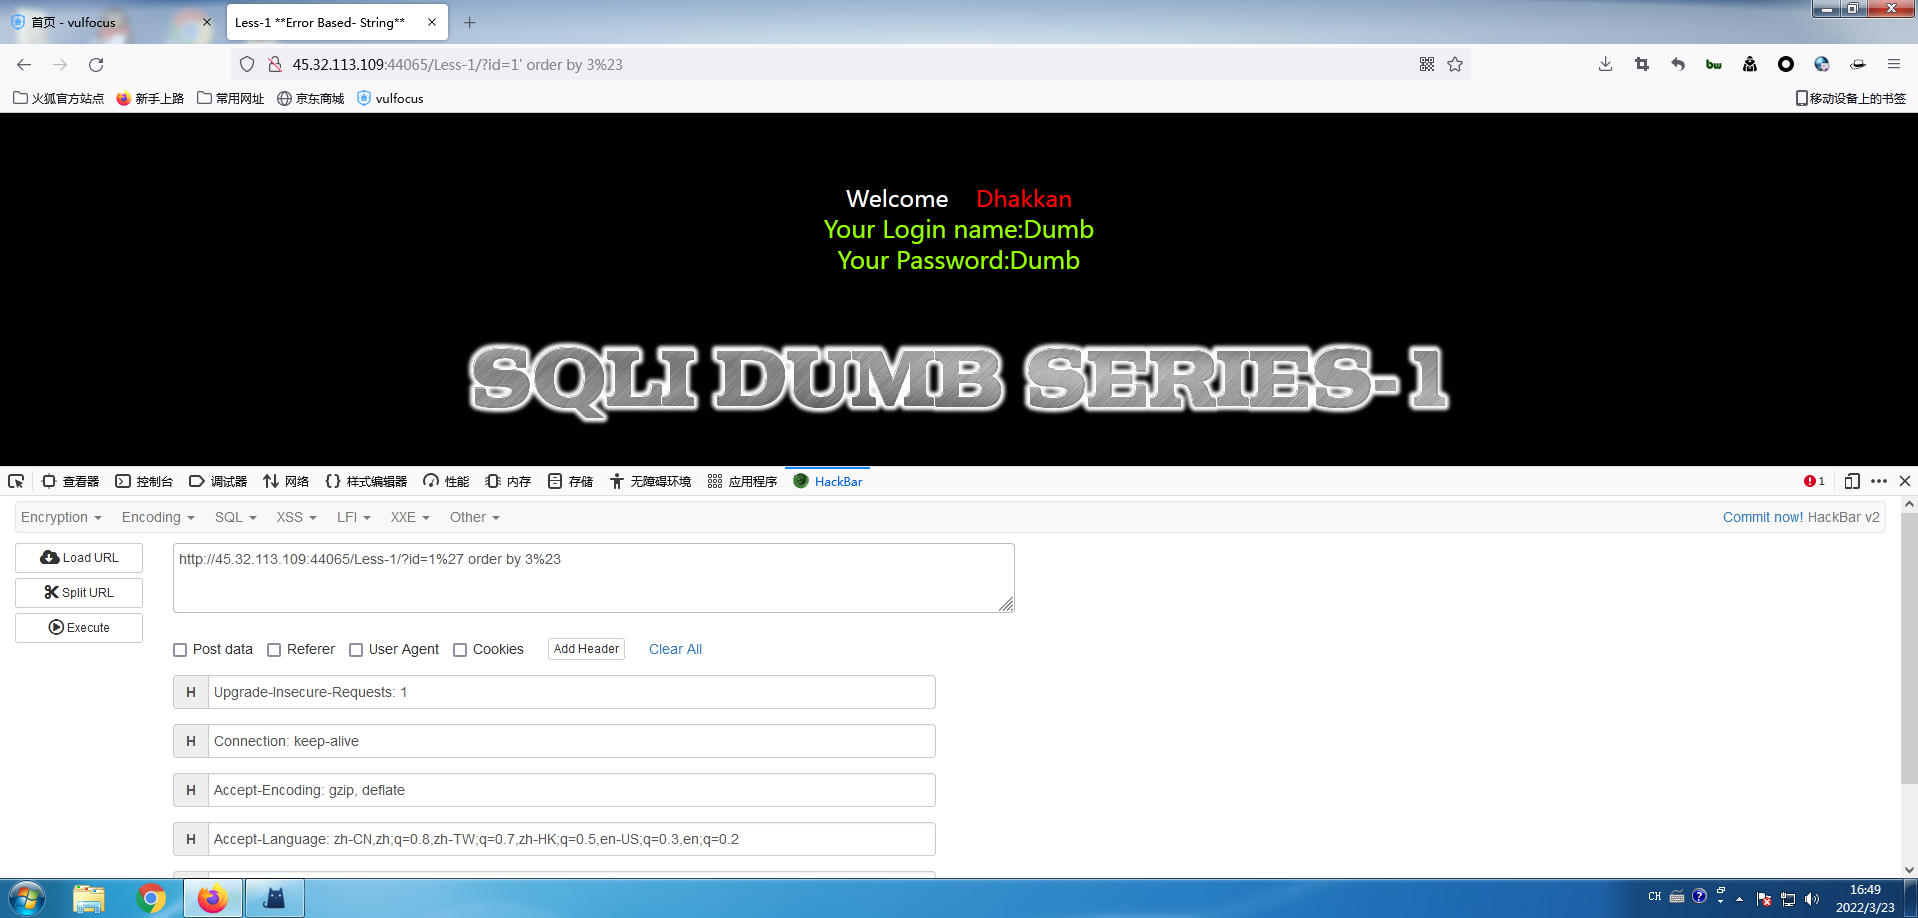 首页 - vulfocus
Less-1 **Error Based- String**
45.32.113.109:44065/Less-1/?id=1' order by 3%23
bw
火狐官方站点 新手上路 常用网址 京东商城 vulfocus 移动设备上的书签
Welcome Dhakkan
Your Login name:Dumb
Your Password:Dumb
SQLI DUMB SERIES-1
查看器 控制台 调试器 网络 样式编辑器 性能 内存 存储 无障碍环境 应用程序 HackBar 1
Encryption Encoding SQL XSS LFI XXE Other Commit now! HackBar v2
Load URL
http://45.32.113.109:44065/Less-1/?id=1%27 order by 3%23
Split URL
Execute
Post data Referer User Agent Cookies Add Header Clear All
H Upgrade-Insecure-Requests: 1
H Connection: keep-alive
H Accept-Encoding: gzip, deflate
H Accept-Language: zh-CN,zh;q=0.8,zh-TW;q=0.7,zh-HK;q=0.5,en-US;q=0.3,en;q=0.2
CH 16:49
2022/3/23